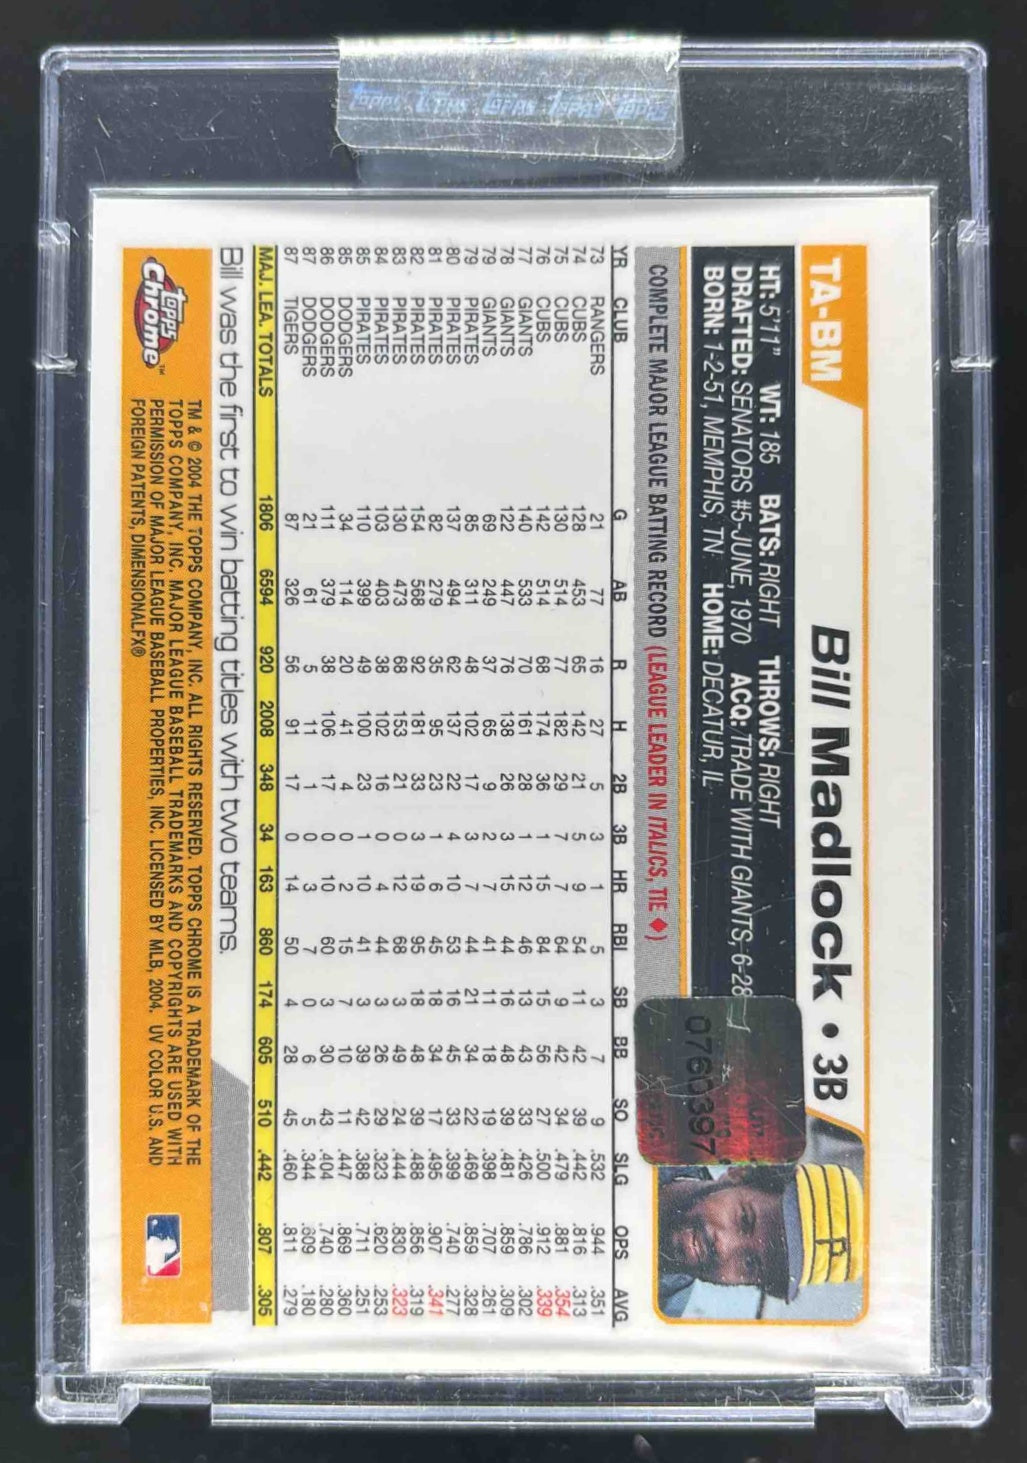 TA-BM
Bill Madlock • 3B
HT: 5'11" WT: 185 BATS: RIGHT THROWS: RIGHT
DRAFTED: SENATORS #5-JUNE, 1970 ACQ: TRADE WITH GIANTS, 6-28
BORN: 1-2-51, MEMPHIS, TN HOME: DECATUR, IL
0760397
COMPLETE MAJOR LEAGUE BATTING RECORD (LEAGUE LEADER IN ITALICS, TIE ♦)
YR CLUB G AB R H 2B 3B HR RBI SB BB SO SLG OPS AVG
73 RANGERS 21 77 16 27 5 3 1 5 3 7 9 .532 .944 .351
74 CUBS 128 453 65 142 21 5 9 54 11 42 39 .442 .816 .313
75 CUBS 130 514 77 182 29 7 7 64 9 42 34 .479 .881 .354
76 CUBS 142 514 68 174 36 1 15 84 15 56 27 .500 .912 .339
77 GIANTS 140 533 70 161 28 1 12 46 13 43 33 .426 .786 .302
78 GIANTS 122 447 76 138 26 3 15 44 16 48 39 .481 .859 .309
79 GIANTS 69 249 37 65 9 2 7 41 11 18 19 .398 .707 .261
79 PIRATES 85 311 48 102 17 3 7 44 21 34 22 .469 .859 .328
80 PIRATES 137 494 62 137 22 4 10 53 16 45 33 .399 .740 .277
81 PIRATES 82 279 35 95 23 1 6 45 18 34 17 .495 .907 .341
82 PIRATES 154 568 92 181 33 3 19 95 18 48 39 .488 .856 .319
83 PIRATES 130 473 68 153 21 0 12 68 3 49 24 .444 .830 .323
84 PIRATES 103 403 38 102 16 0 4 44 3 26 29 .323 .620 .253
85 PIRATES 110 399 49 100 23 1 10 41 3 39 42 .388 .711 .251
85 DODGERS 34 114 20 41 4 0 2 15 7 10 11 .447 .869 .360
86 DODGERS 111 379 38 106 17 0 10 60 3 30 43 .404 .740 .280
87 DODGERS 21 61 5 11 1 0 3 7 0 6 5 .344 .609 .180
87 TIGERS 87 326 56 91 17 0 14 50 4 28 45 .460 .811 .279
MAJ. LEA. TOTALS 1806 6594 920 2008 348 34 163 860 174 605 510 .442 .807 .305
Bill was the first to win batting titles with two teams.
topps Chrome™
TM & © 2004 THE TOPPS COMPANY, INC. ALL RIGHTS RESERVED. TOPPS CHROME IS A TRADEMARK OF THE
TOPPS COMPANY, INC. MAJOR LEAGUE BASEBALL TRADEMARKS AND COPYRIGHTS ARE USED WITH
PERMISSION OF MAJOR LEAGUE BASEBALL PROPERTIES, INC. LICENSED BY MLB, 2004. UV COLOR U.S. AND
FOREIGN PATENTS, DIMENSIONALFX®
P
TOPPS TOPPS TOPPS TOPPS TOPPS